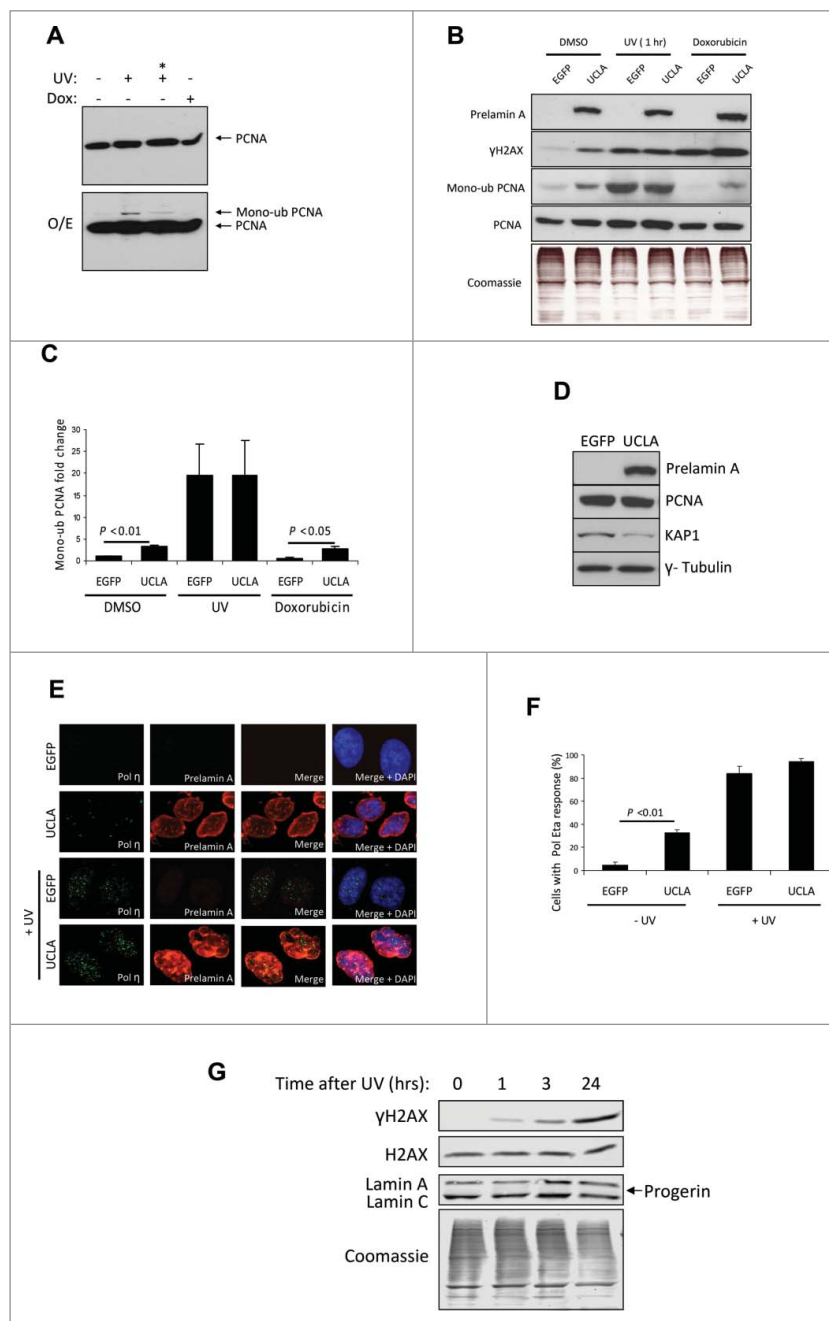 A
*
UV: - + + -
Dox: - - - +
PCNA
O/E
Mono-ub PCNA
PCNA
B
DMSO UV ( 1 hr) Doxorubicin
EGFP UCLA EGFP UCLA EGFP UCLA
Prelamin A
γH2AX
Mono-ub PCNA
PCNA
Coomassie
C
Mono-ub PCNA fold change
30
25
20
15
10
5
0
P <0.01
P <0.05
EGFP UCLA EGFP UCLA EGFP UCLA
DMSO UV Doxorubicin
D
EGFP UCLA
Prelamin A
PCNA
KAP1
γ- Tubulin
E
EGFP
Pol η Prelamin A Merge Merge + DAPI
UCLA
Pol η Prelamin A Merge Merge + DAPI
+ UV
EGFP
Pol η Prelamin A Merge Merge + DAPI
UCLA
Pol η Prelamin A Merge Merge + DAPI
F
Cells with Pol Eta response (%)
100
80
60
40
20
0
P <0.01
EGFP UCLA EGFP UCLA
- UV + UV
G
Time after UV (hrs): 0 1 3 24
γH2AX
H2AX
Lamin A
Lamin C
Progerin
Coomassie